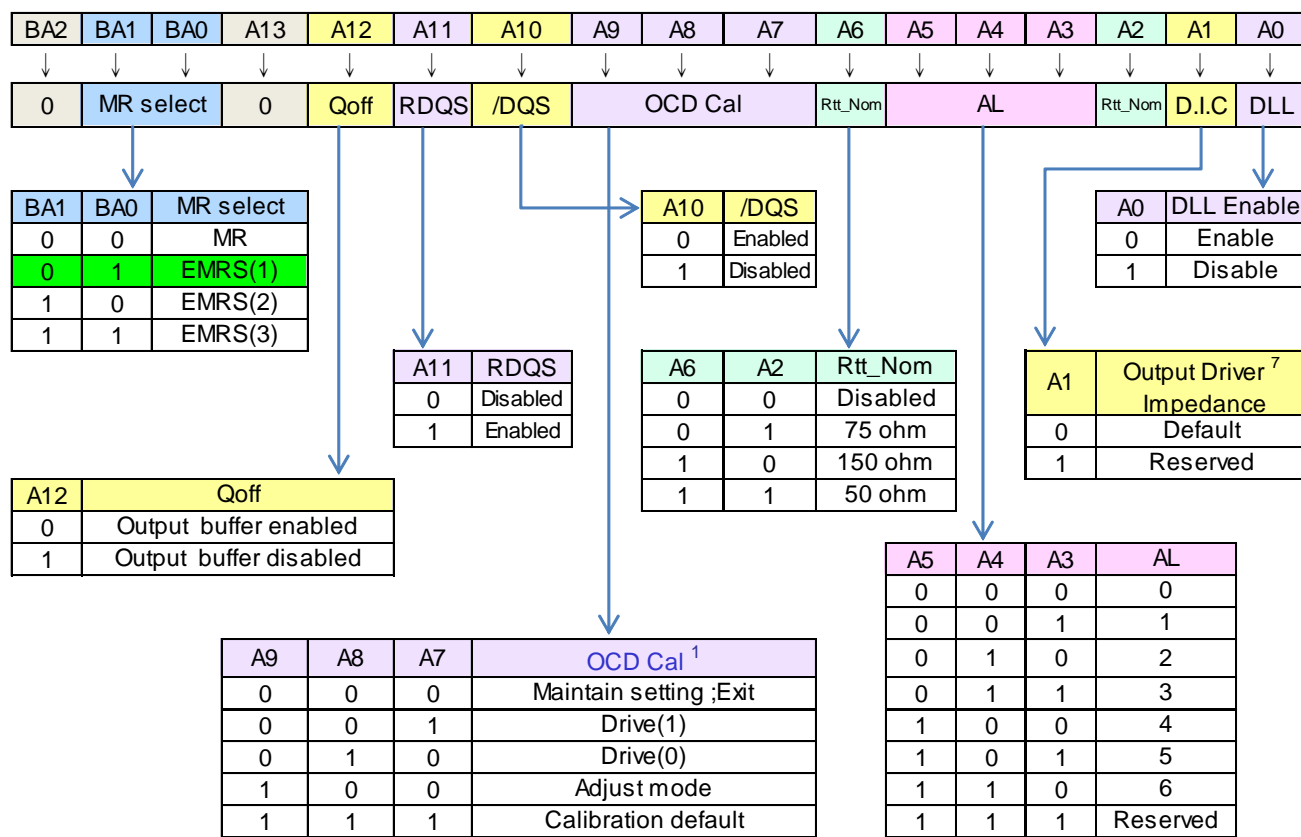 BA2 BA1 BA0 A13 A12 A11 A10 A9 A8 A7 A6 A5 A4 A3 A2 A1 A0
0 MR select 0 Qoff RDQS /DQS OCD Cal Rtt_Nom AL Rtt_Nom D.I.C DLL
BA1 BA0 MR select
0 0 MR
0 1 EMRS(1)
1 0 EMRS(2)
1 1 EMRS(3)
A10 /DQS
0 Enabled
1 Disabled
A0 DLL Enable
0 Enable
1 Disable
A11 RDQS
0 Disabled
1 Enabled
A6 A2 Rtt_Nom
0 0 Disabled
0 1 75 ohm
1 0 150 ohm
1 1 50 ohm
A1 Output Driver 7
Impedance
0 Default
1 Reserved
A12 Qoff
0 Output buffer enabled
1 Output buffer disabled
A5 A4 A3 AL
0 0 0 0
0 0 1 1
0 1 0 2
0 1 1 3
1 0 0 4
1 0 1 5
1 1 0 6
1 1 1 Reserved
A9 A8 A7 OCD Cal 1
0 0 0 Maintain setting ;Exit
0 0 1 Drive(1)
0 1 0 Drive(0)
1 0 0 Adjust mode
1 1 1 Calibration default